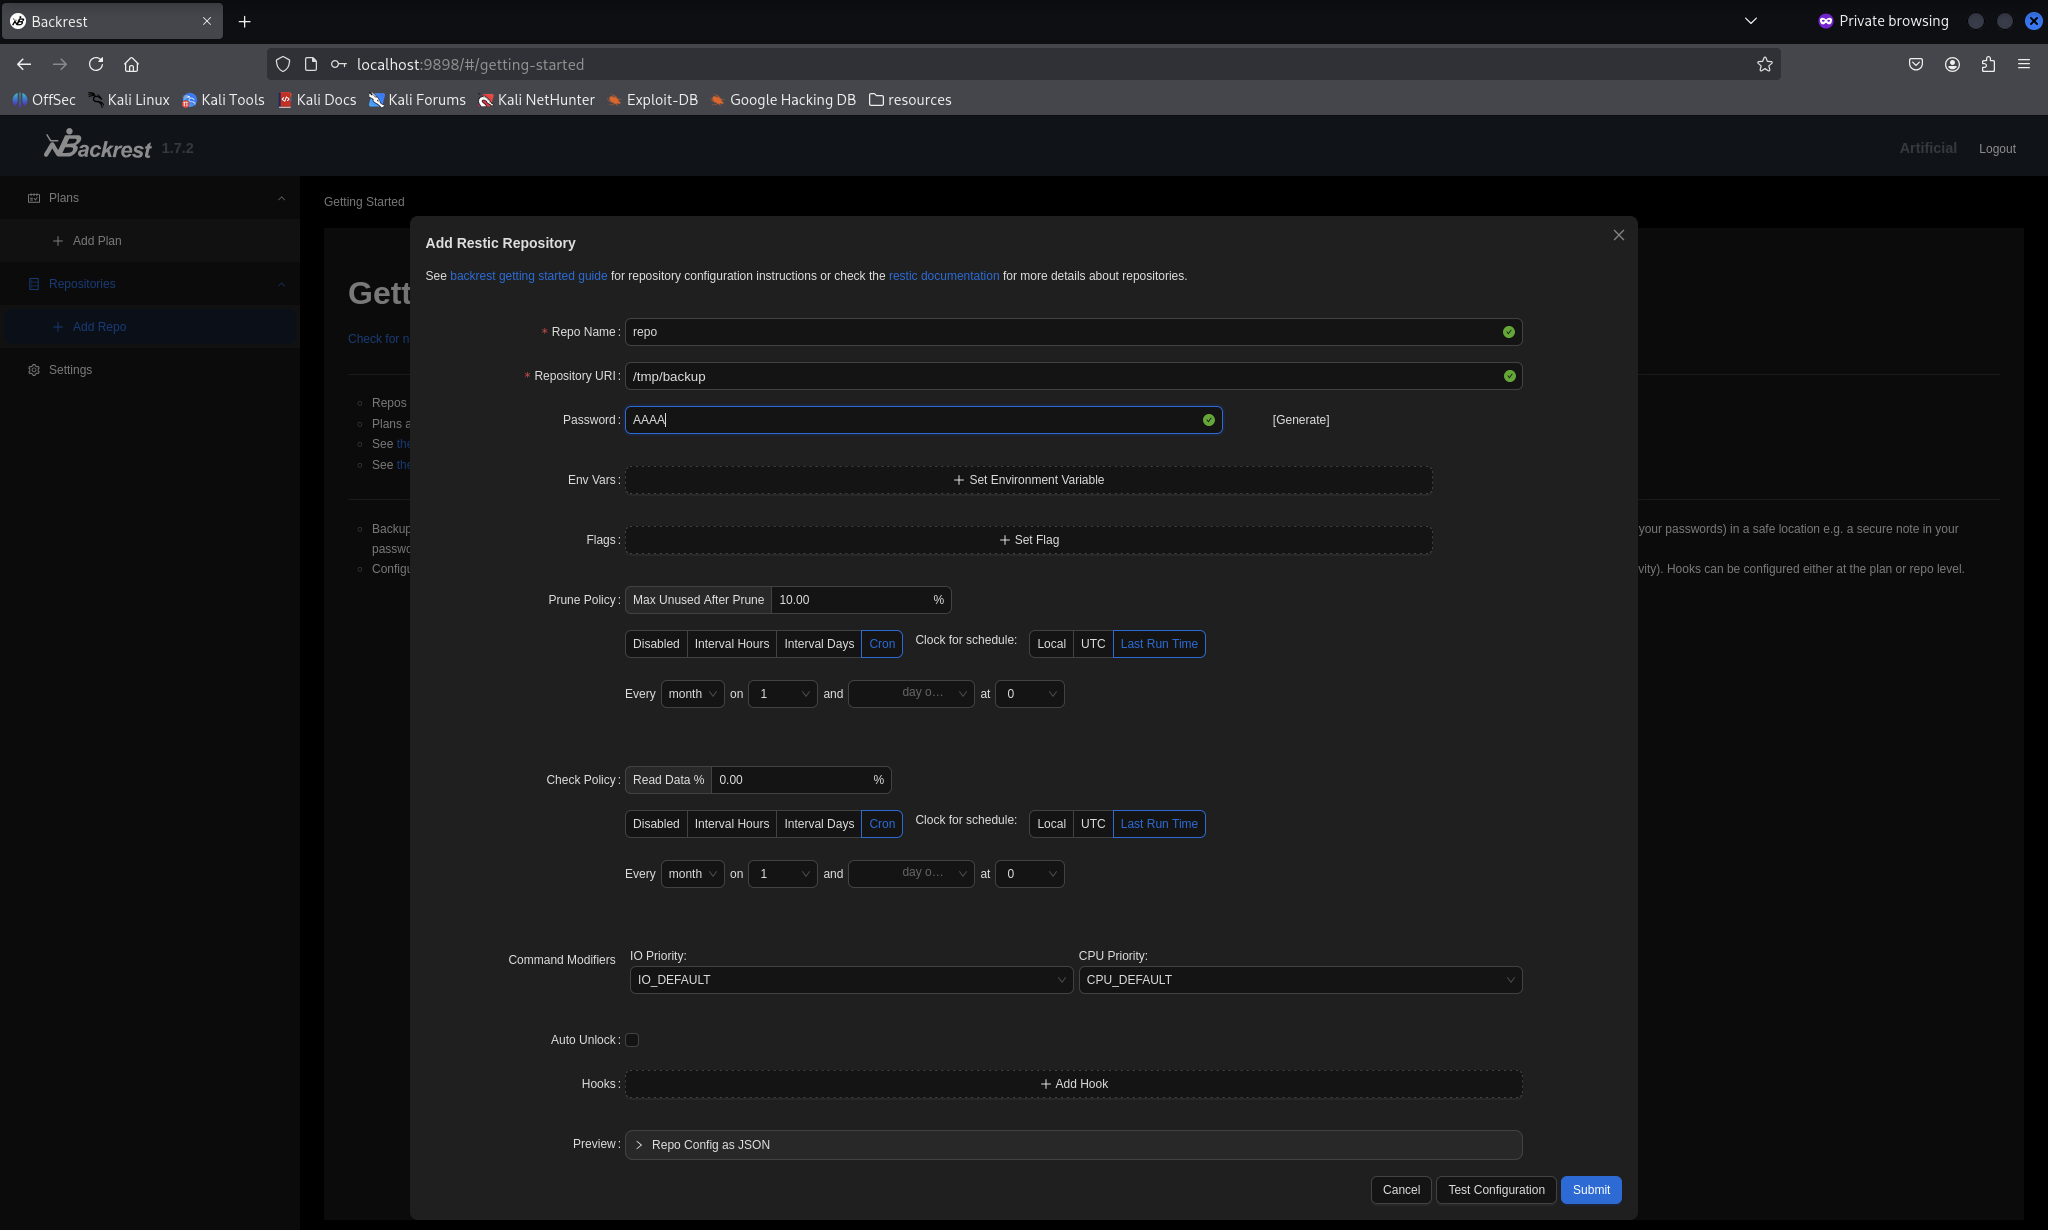 Backrest
Private browsing
localhost:9898/#/getting-started
OffSec Kali Linux Kali Tools Kali Docs Kali Forums Kali NetHunter Exploit-DB Google Hacking DB resources
Backrest 1.7.2
Artificial Logout
Plans
Add Plan
Repositories
Add Repo
Settings
Getting Started
Gett
Check for n
Repos
Plans a
See the
See the
Backup
passwo
Configu
your passwords) in a safe location e.g. a secure note in your
vity). Hooks can be configured either at the plan or repo level.
Add Restic Repository
See backrest getting started guide for repository configuration instructions or check the restic documentation for more details about repositories.
* Repo Name : repo
* Repository URI : /tmp/backup
Password : AAAA [Generate]
Env Vars : + Set Environment Variable
Flags : + Set Flag
Prune Policy : Max Unused After Prune 10.00 %
Disabled Interval Hours Interval Days Cron Clock for schedule: Local UTC Last Run Time
Every month on 1 and day o... at 0
Check Policy : Read Data % 0.00 %
Disabled Interval Hours Interval Days Cron Clock for schedule: Local UTC Last Run Time
Every month on 1 and day o... at 0
Command Modifiers IO Priority: CPU Priority:
IO_DEFAULT CPU_DEFAULT
Auto Unlock :
Hooks : + Add Hook
Preview : Repo Config as JSON
Cancel Test Configuration Submit